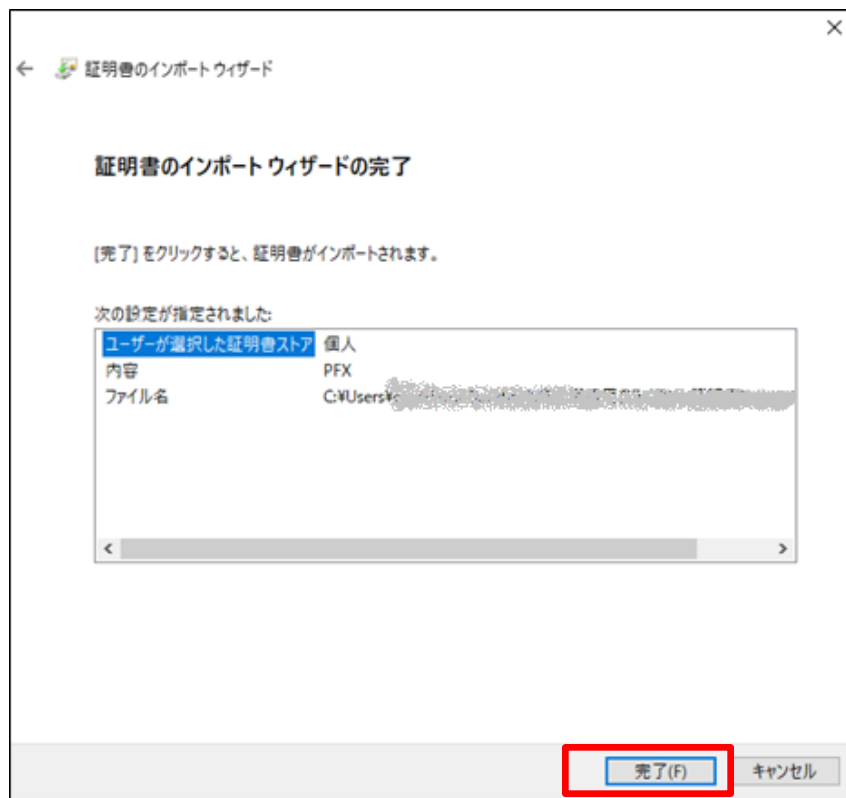 証明書のインポート ウィザード
証明書のインポート ウィザードの完了
[完了] をクリックすると、証明書がインポートされます。
次の設定が指定されました:
ユーザーが選択した証明書ストア 個人
内容 PFX
ファイル名 C:¥Users¥
完了(F) キャンセル